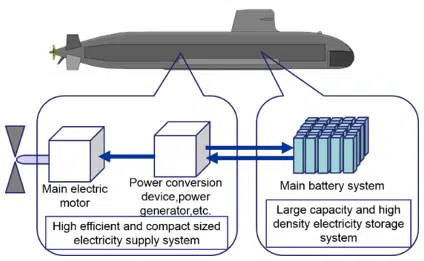 Main electric
motor
Power conversion
device,power
generator,etc.
Main battery system
High efficient and compact sized
electricity supply system
Large capacity and high
density electricity storage
system